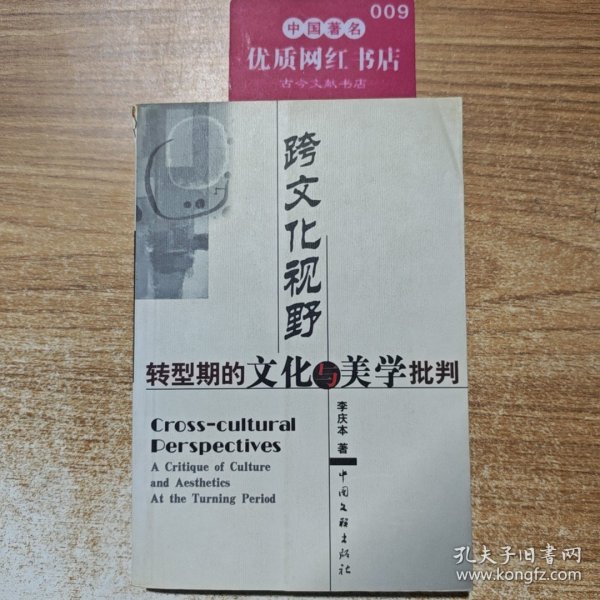 009
中国著名
优质网红书店
古今文献书店
跨文化视野
转型期的文化与美学批判
李庆本 著
Cross-cultural
Perspectives
A Critique of Culture
and Aesthetics
At the Turning Period
中国文联出版社
孔夫子旧书网
www.kongfz.com